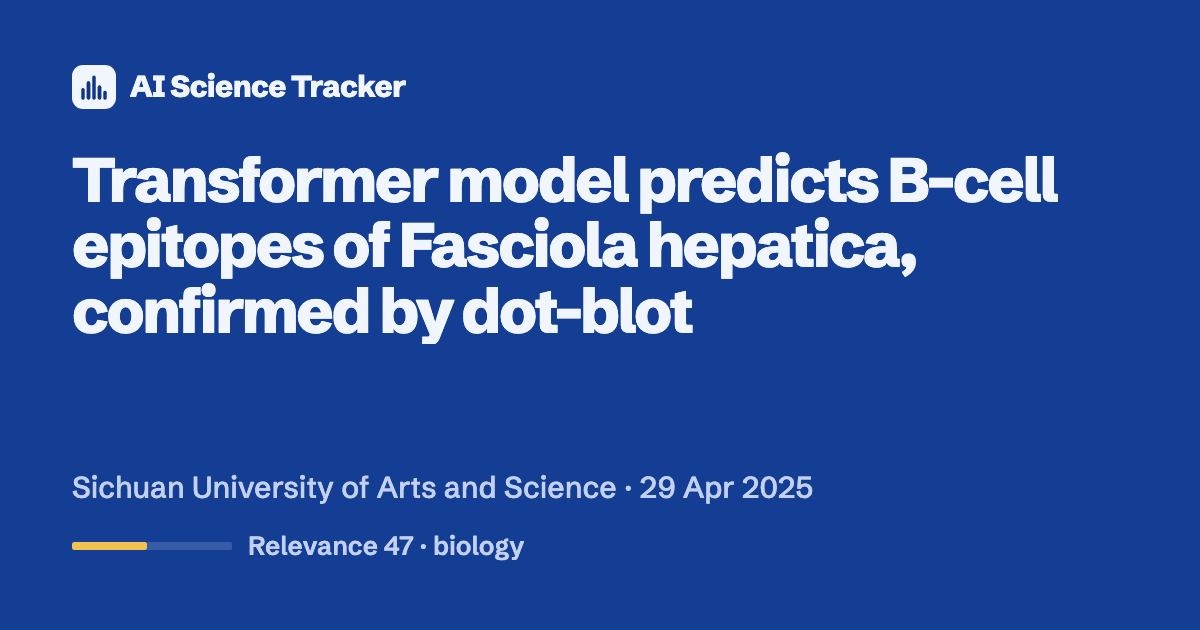 AI Science Tracker
Transformer model predicts B-cell
epitopes of Fasciola hepatica,
confirmed by dot-blot
Sichuan University of Arts and Science · 29 Apr 2025
Relevance 47 · biology